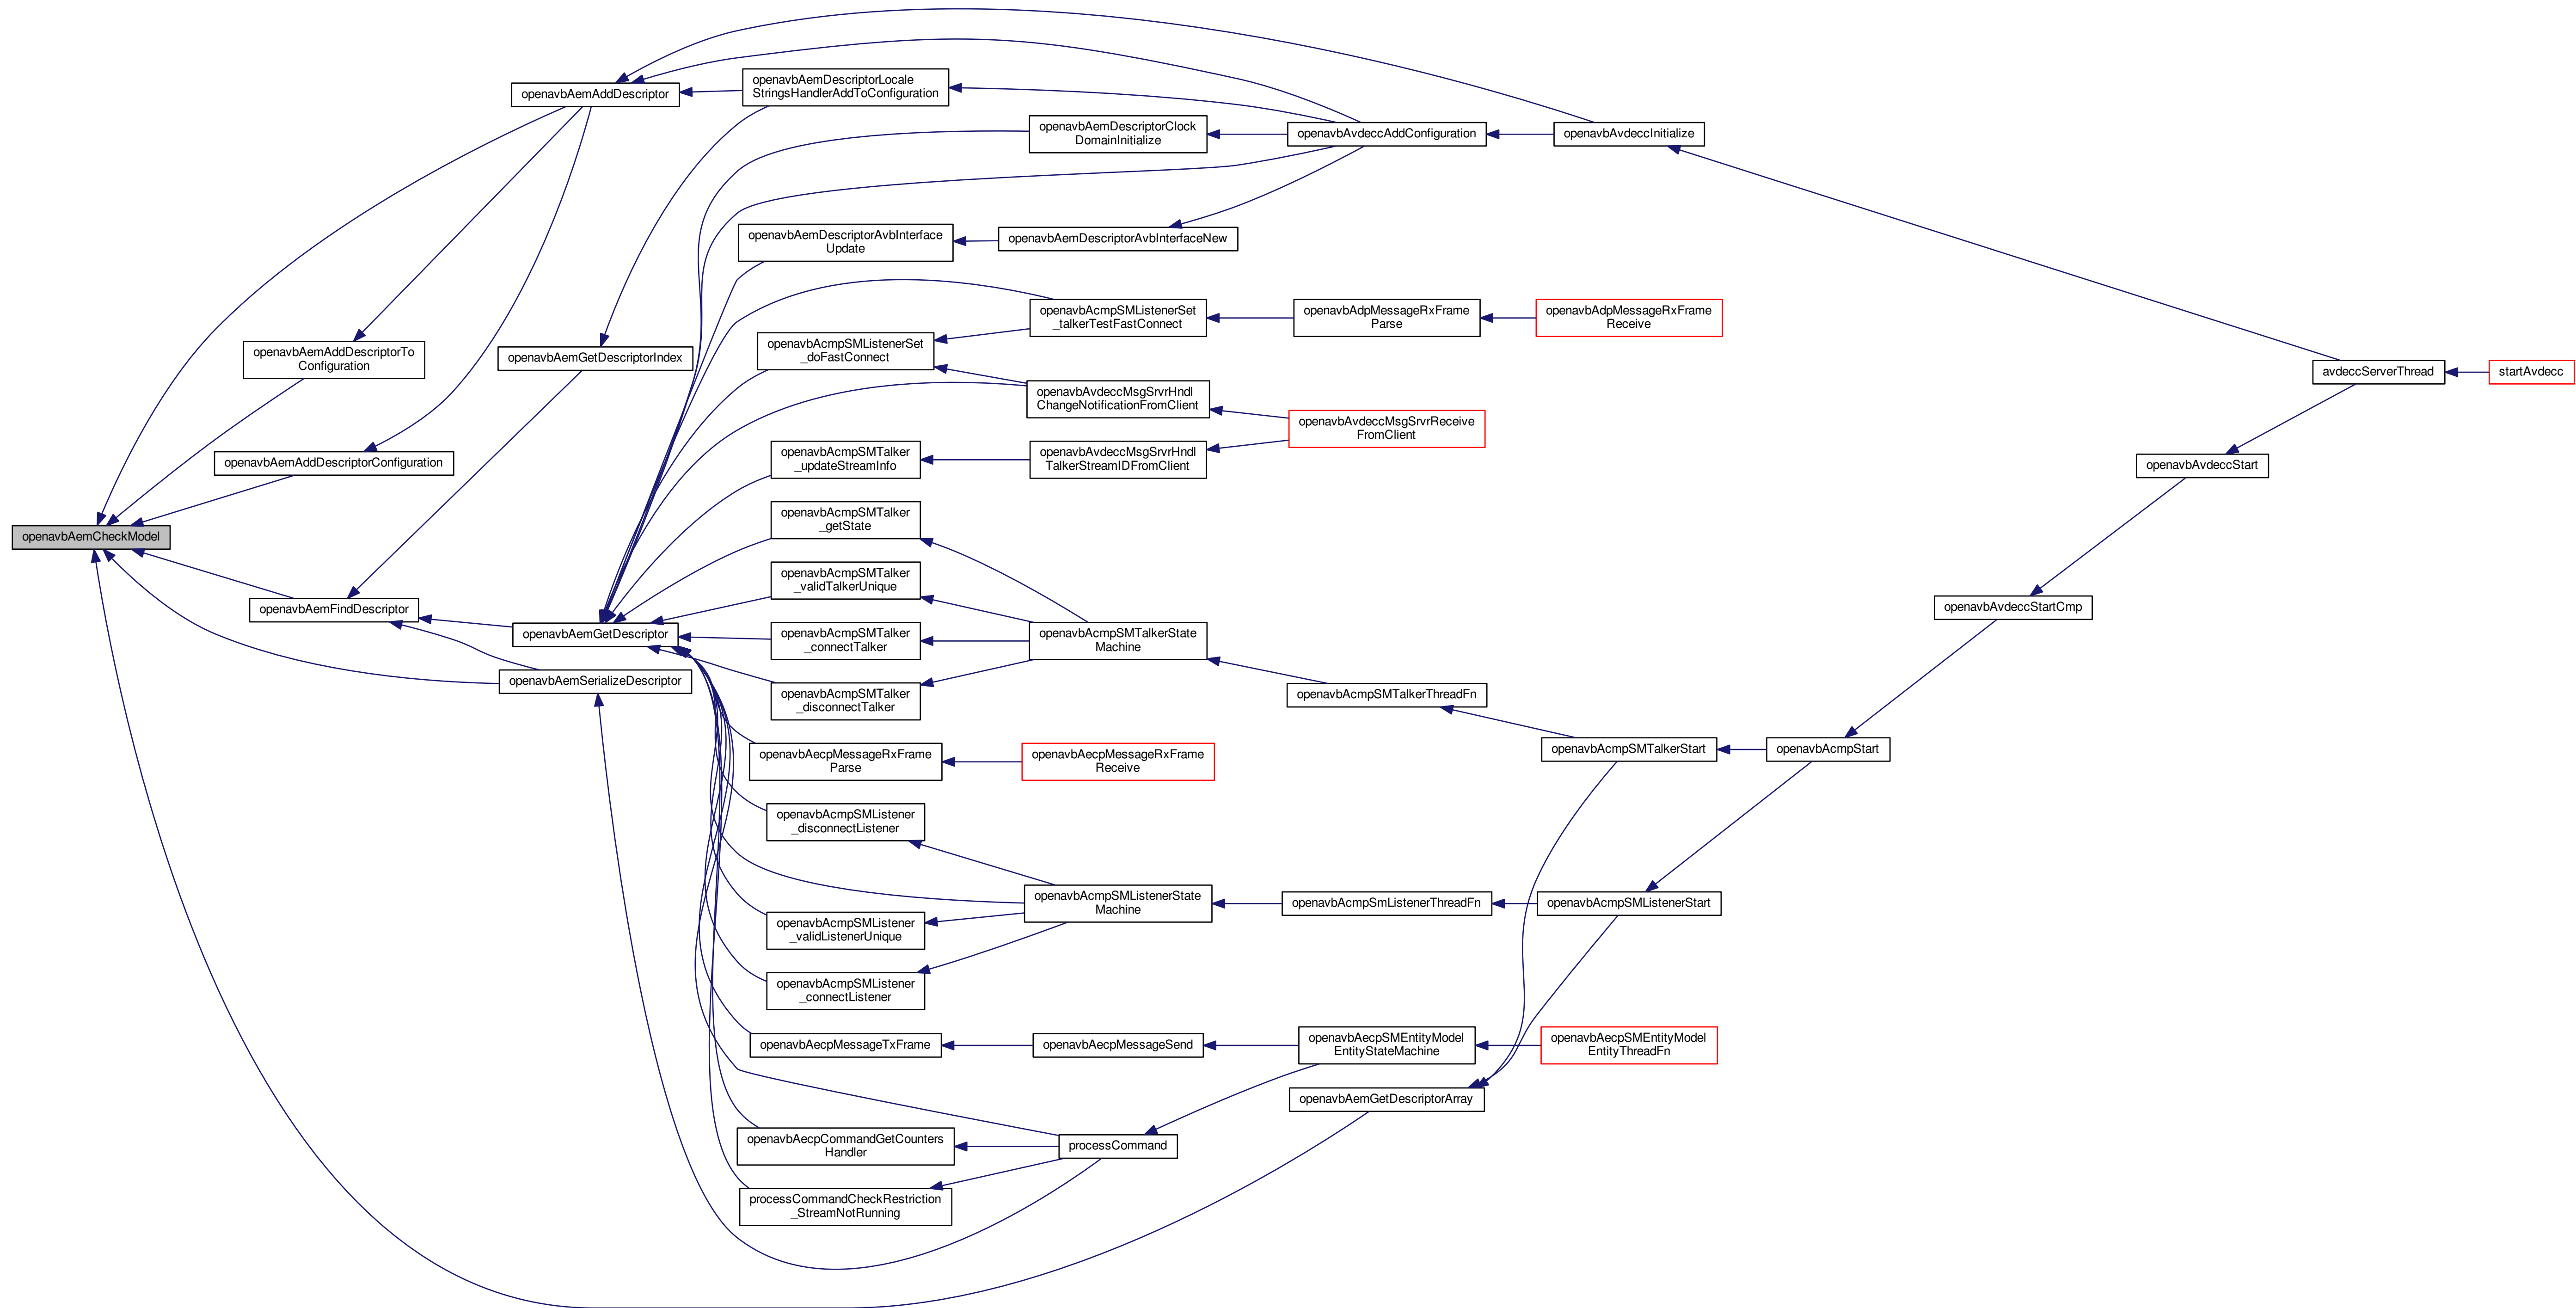 openavbAemCheckModel
openavbAemAddDescriptor
openavbAemAddDescriptorTo
Configuration
openavbAemAddDescriptorConfiguration
openavbAemFindDescriptor
openavbAemGetDescriptorIndex
openavbAemGetDescriptor
openavbAemSerializeDescriptor
openavbAemDescriptorLocale
StringsHandlerAddToConfiguration
openavbAemDescriptorClock
DomainInitialize
openavbAvdeccAddConfiguration
openavbAvdeccInitialize
openavbAemDescriptorAvbInterface
Update
openavbAemDescriptorAvbInterfaceNew
openavbAcmpSMListenerSet
_talkerTestFastConnect
openavbAdpMessageRxFrame
Parse
openavbAdpMessageRxFrame
Receive
openavbAcmpSMListenerSet
_doFastConnect
openavbAvdeccMsgSrvrHndl
ChangeNotificationFromClient
openavbAvdeccMsgSrvrReceive
FromClient
openavbAcmpSMTalker
_updateStreamInfo
openavbAvdeccMsgSrvrHndl
TalkerStreamIDFromClient
openavbAcmpSMTalker
_getState
openavbAcmpSMTalker
_validTalkerUnique
openavbAcmpSMTalker
_connectTalker
openavbAcmpSMTalker
_disconnectTalker
openavbAcmpSMTalkerState
Machine
openavbAcmpSMTalkerThreadFn
openavbAcmpSMTalkerStart
openavbAcmpStart
openavbAvdeccStartCmp
openavbAvdeccStart
avdeccServerThread
startAvdecc
openavbAecpMessageRxFrame
Parse
openavbAecpMessageRxFrame
Receive
openavbAcmpSMListener
_disconnectListener
openavbAcmpSMListener
_validListenerUnique
openavbAcmpSMListener
_connectListener
openavbAcmpSMListenerState
Machine
openavbAcmpSmListenerThreadFn
openavbAcmpSMListenerStart
openavbAecpMessageTxFrame
openavbAecpMessageSend
openavbAecpSMEntityModel
EntityStateMachine
openavbAecpSMEntityModel
EntityThreadFn
openavbAemGetDescriptorArray
openavbAecpCommandGetCounters
Handler
processCommand
processCommandCheckRestriction
_StreamNotRunning